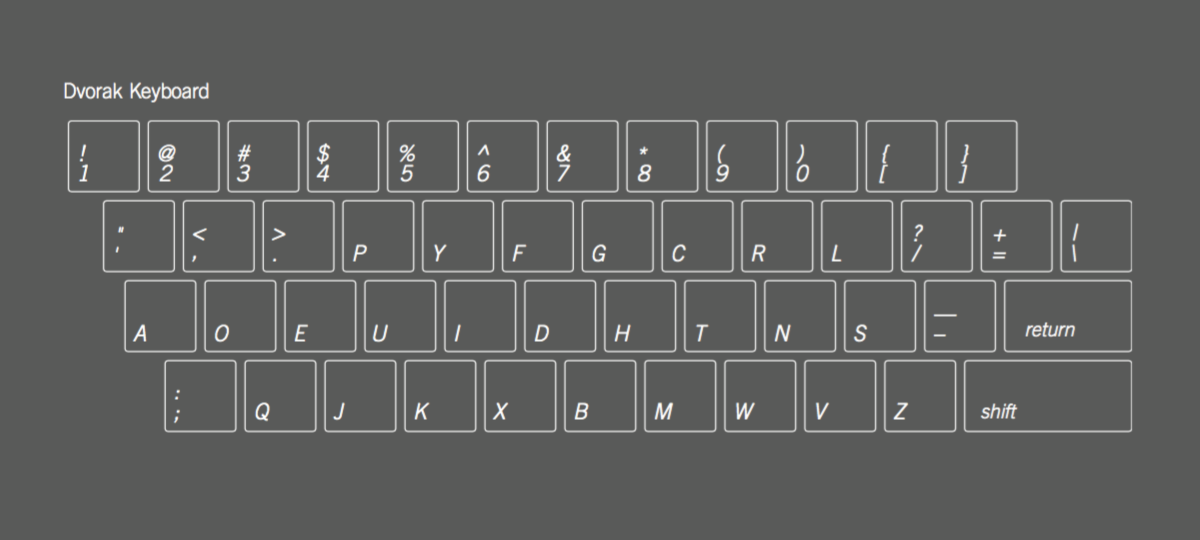 Dvorak Keyboard
! @ # $ % ^ & * ( ) { }
1 2 3 4 5 6 7 8 9 0 [ ]
" < > ? + |
' , . P Y F G C R L / = \
—
A O E U I D H T N S – return
:
; Q J K X B M W V Z shift